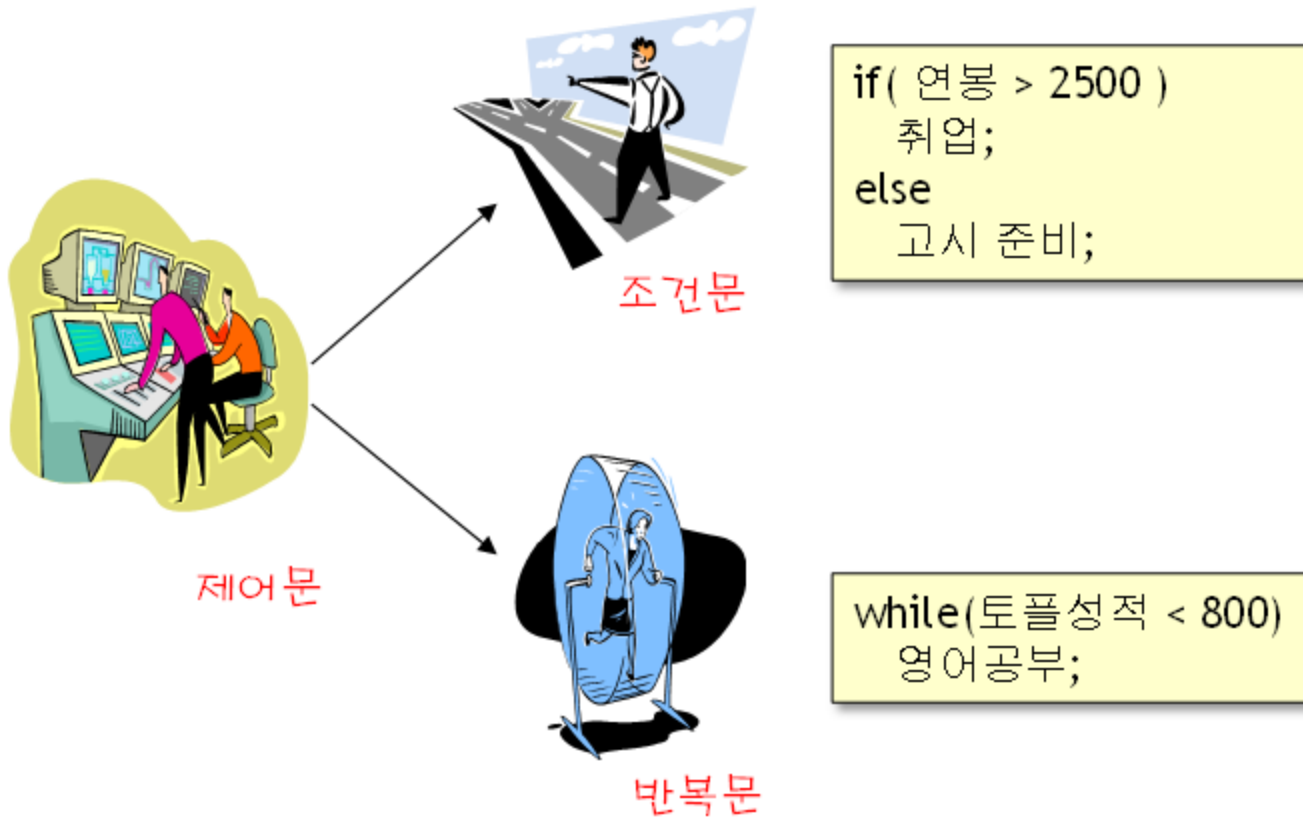 if( 연봉 > 2500 )
취업;
else
고시 준비;
조건문
제어문
while(토플성적 < 800)
영어공부;
반복문